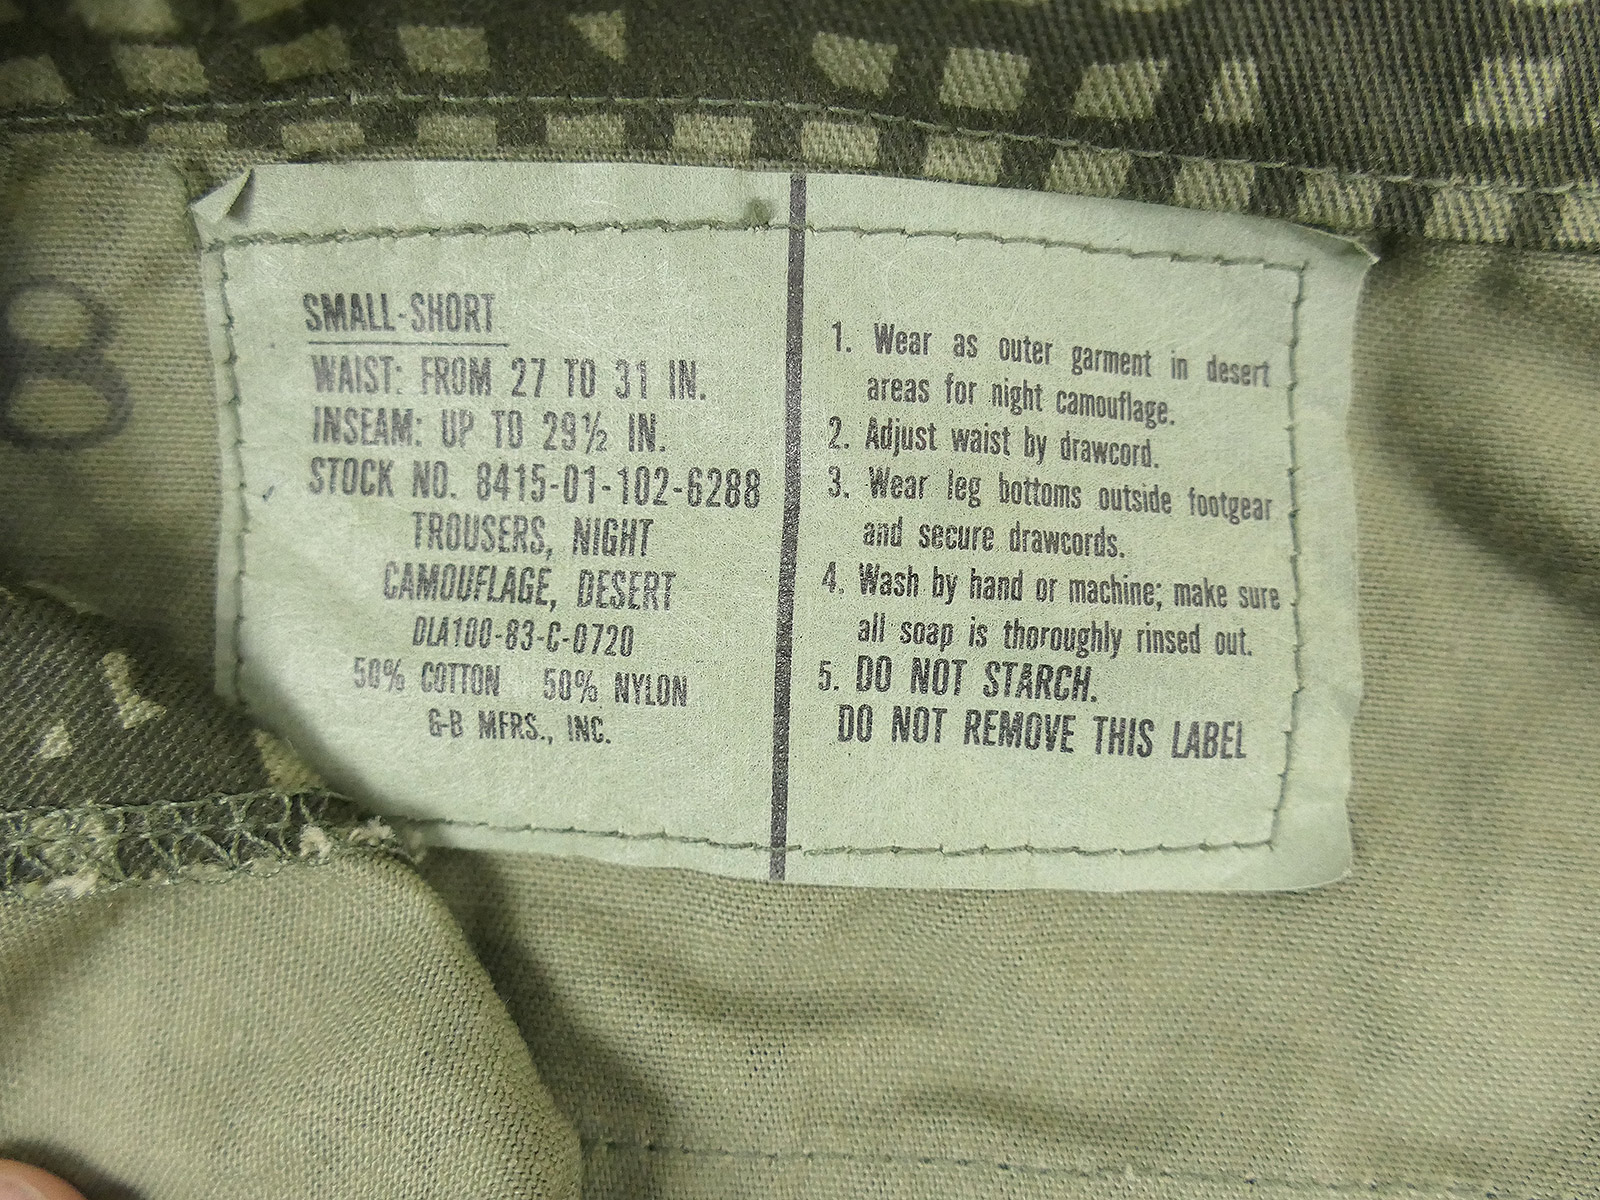 8
SMALL-SHORT
WAIST: FROM 27 TO 31 IN.
INSEAM: UP TO 29½ IN.
STOCK NO. 8415-01-102-6288
TROUSERS, NIGHT
CAMOUFLAGE, DESERT
DLA100-83-C-0720
50% COTTON 50% NYLON
G-B MFRS., INC.
1. Wear as outer garment in desert
areas for night camouflage.
2. Adjust waist by drawcord.
3. Wear leg bottoms outside footgear
and secure drawcords.
4. Wash by hand or machine; make sure
all soap is thoroughly rinsed out.
5. DO NOT STARCH.
DO NOT REMOVE THIS LABEL